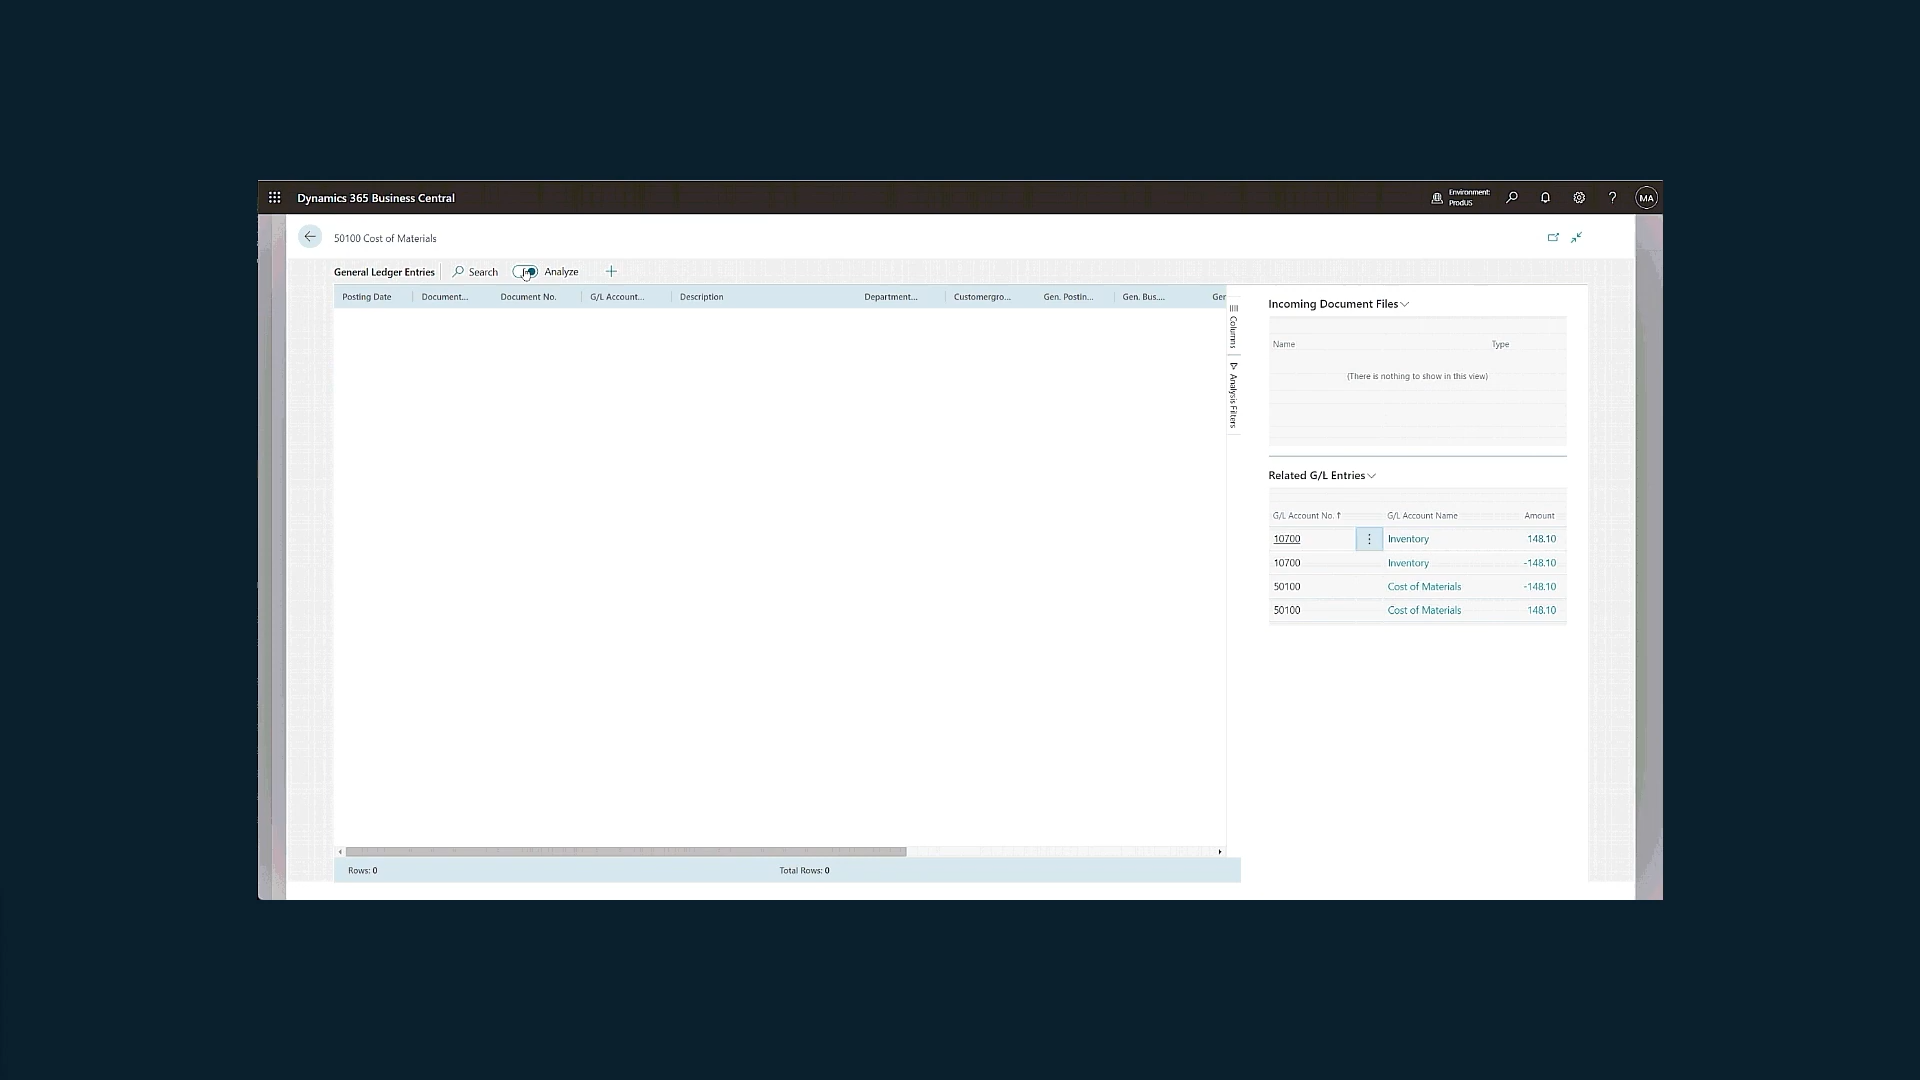 Dynamics 365 Business Central
Environment:
ProdUS
?
MA
50100 Cost of Materials
General Ledger Entries
Search
Analyze
Posting Date
Document...
Document No.
G/L Account...
Description
Department...
Customergro...
Gen. Postin...
Gen. Bus....
Ger
Columns
Analysis Filters
Rows: 0
Total Rows: 0
Incoming Document Files
Name Type
(There is nothing to show in this view)
Related G/L Entries
G/L Account No. ↑ G/L Account Name Amount
10700 Inventory 148.10
10700 Inventory -148.10
50100 Cost of Materials -148.10
50100 Cost of Materials 148.10